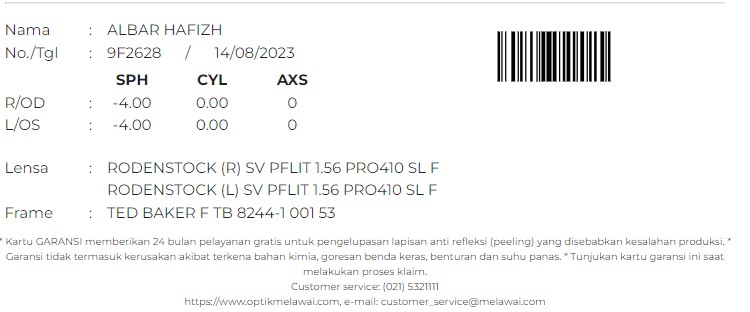 Nama : ALBAR HAFIZH
No./Tgl : 9F2628 / 14/08/2023
SPH CYL AXS
R/OD : -4.00 0.00 0
L/OS : -4.00 0.00 0
Lensa : RODENSTOCK (R) SV PFLIT 1.56 PRO410 SL F
RODENSTOCK (L) SV PFLIT 1.56 PRO410 SL F
Frame : TED BAKER F TB 8244-1 001 53
* Kartu GARANSI memberikan 24 bulan pelayanan gratis untuk pengelupasan lapisan anti refleksi (peeling) yang disebabkan kesalahan produksi. *
Garansi tidak termasuk kerusakan akibat terkena bahan kimia, goresan benda keras, benturan dan suhu panas. * Tunjukan kartu garansi ini saat
melakukan proses klaim.
Customer service: (021) 5321111
https://www.optikmelawai.com, e-mail: customer_service@melawai.com